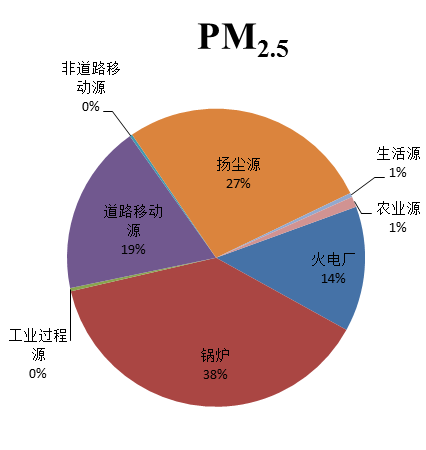 PM2.5
非道路移
动源
0%
扬尘源
27%
生活源
1%
农业源
1%
道路移动
源
19%
火电厂
14%
工业过程
源
0%
锅炉
38%